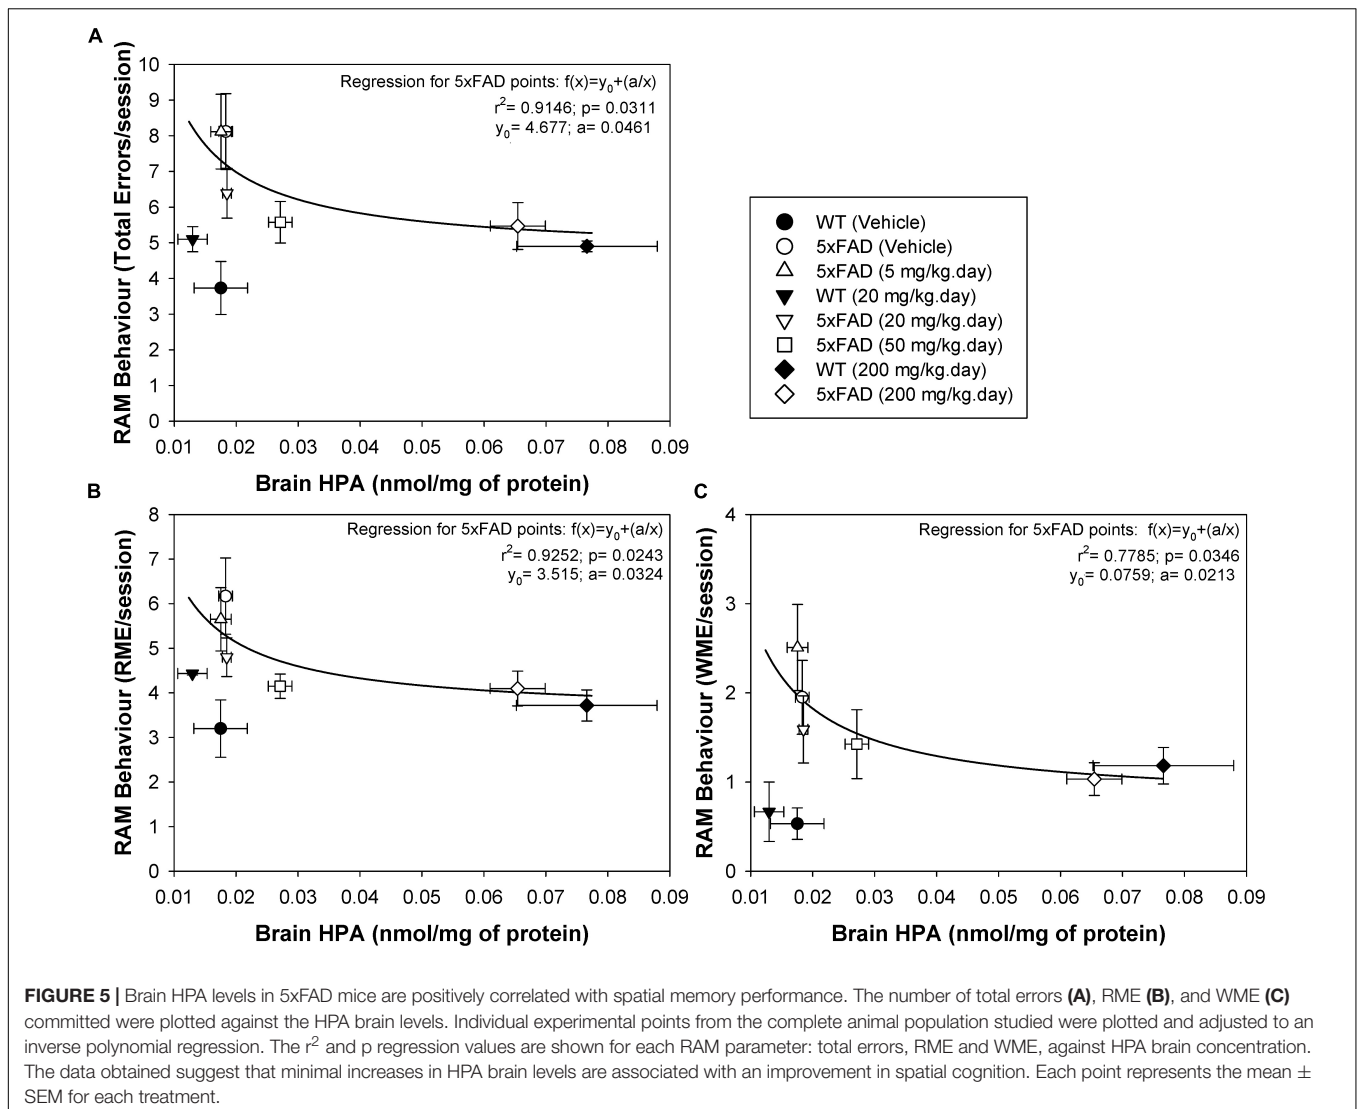 A
RAM Behaviour (Total Errors/session)
10
9
8
7
6
5
4
3
2
1
0
Regression for 5xFAD points: f(x)=y0+(a/x)
r2= 0.9146; p= 0.0311
y0= 4.677; a= 0.0461
0.01 0.02 0.03 0.04 0.05 0.06 0.07 0.08 0.09
Brain HPA (nmol/mg of protein)
WT (Vehicle)
5xFAD (Vehicle)
5xFAD (5 mg/kg.day)
WT (20 mg/kg.day)
5xFAD (20 mg/kg.day)
5xFAD (50 mg/kg.day)
WT (200 mg/kg.day)
5xFAD (200 mg/kg.day)
B
RAM Behaviour (RME/session)
8
7
6
5
4
3
2
1
0
Regression for 5xFAD points: f(x)=y0+(a/x)
r2= 0.9252; p= 0.0243
y0= 3.515; a= 0.0324
0.01 0.02 0.03 0.04 0.05 0.06 0.07 0.08 0.09
Brain HPA (nmol/mg of protein)
C
RAM Behaviour (WME/session)
4
3
2
1
0
Regression for 5xFAD points: f(x)=y0+(a/x)
r2= 0.7785; p= 0.0346
y0= 0.0759; a= 0.0213
0.01 0.02 0.03 0.04 0.05 0.06 0.07 0.08 0.09
Brain HPA (nmol/mg of protein)
FIGURE 5 | Brain HPA levels in 5xFAD mice are positively correlated with spatial memory performance. The number of total errors (A), RME (B), and WME (C)
committed were plotted against the HPA brain levels. Individual experimental points from the complete animal population studied were plotted and adjusted to an
inverse polynomial regression. The r2 and p regression values are shown for each RAM parameter: total errors, RME and WME, against HPA brain concentration.
The data obtained suggest that minimal increases in HPA brain levels are associated with an improvement in spatial cognition. Each point represents the mean ±
SEM for each treatment.